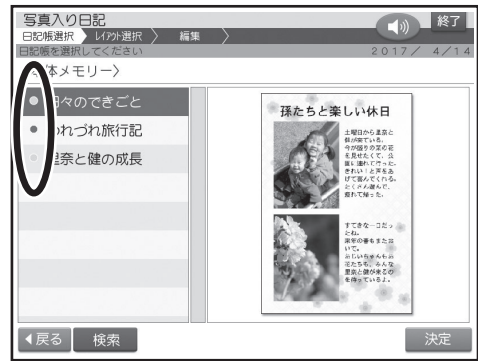 写真入り日記
終了
日記帳選択 レイアウト選択 編集
日記帳を選択してください
2017/ 4/14
体メモリー〉
々のできごと
れづれ旅行記
里奈と健の成長
孫たちと楽しい休日
土曜日から里奈と
健が来ている。
今が盛りの菜の花
を見せたくて、公
園に連れて行った。
きれい！と声をあ
げて喜んでくれる。
たくさん遊んで、
疲れて帰った。
すてきな一日だっ
とね。
来年の春もまたお
いで。
おじいちゃんもお
花たちも、みんな
里奈と健が来るの
を待っているよ。
戻る
検索
決定